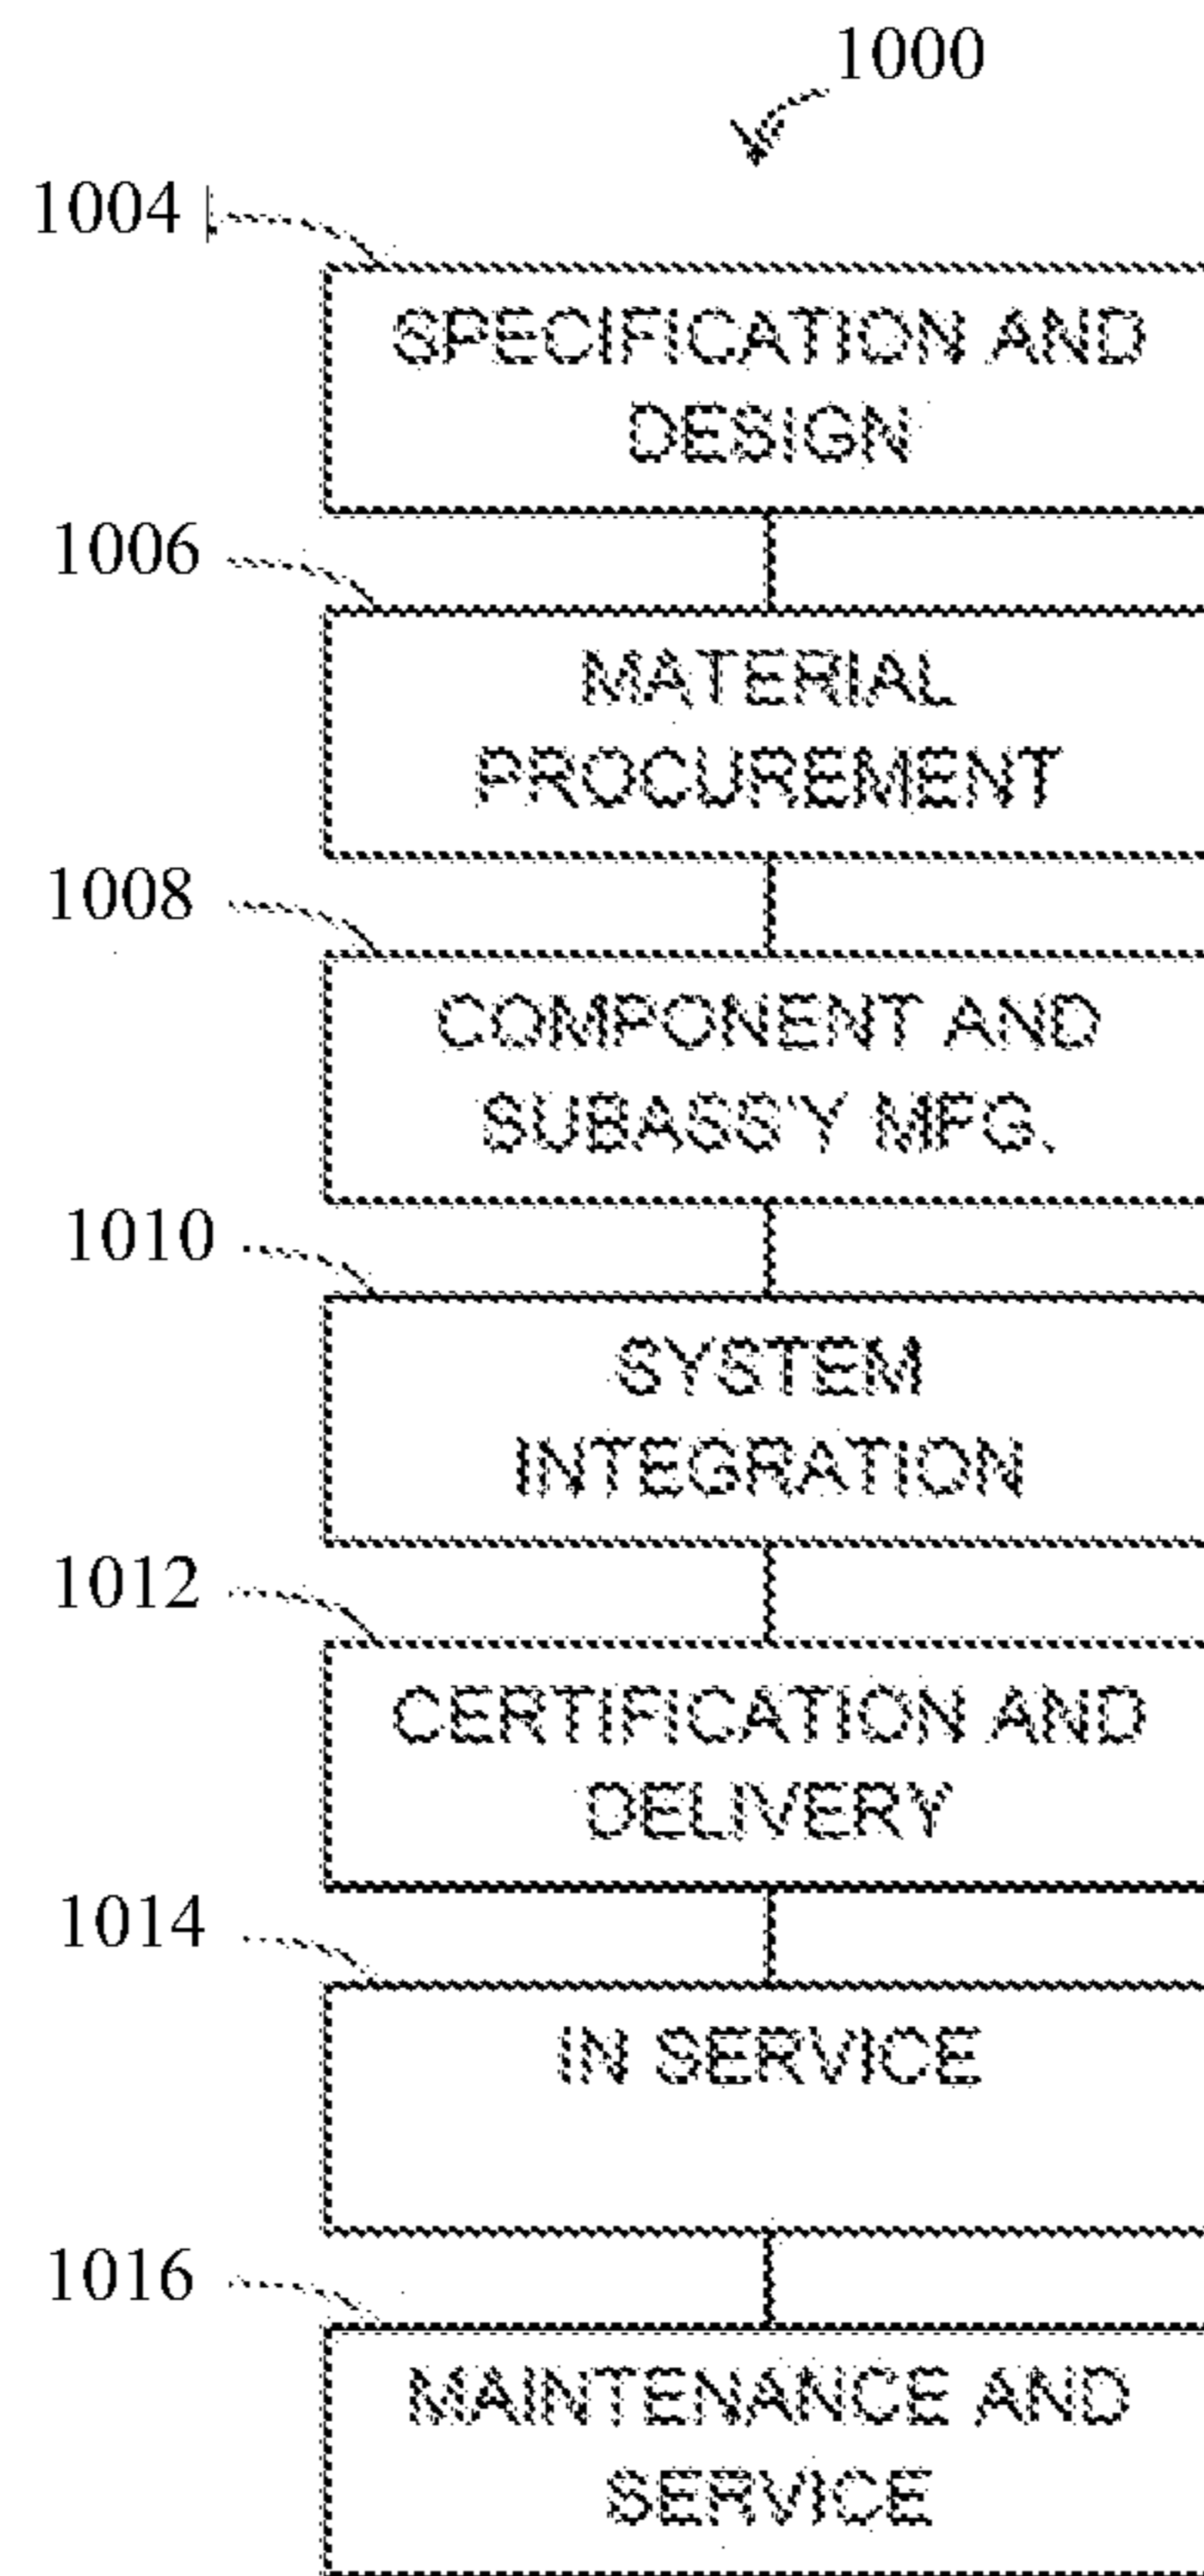 1000
1004
SPECIFICATION AND
DESIGN
1006
MATERIAL
PROCUREMENT
1008
COMPONENT AND
SUBASS'Y MFG.
1010
SYSTEM
INTEGRATION
1012
CERTIFICATION AND
DELIVERY
1014
IN SERVICE
1016
MAINTENANCE AND
SERVICE